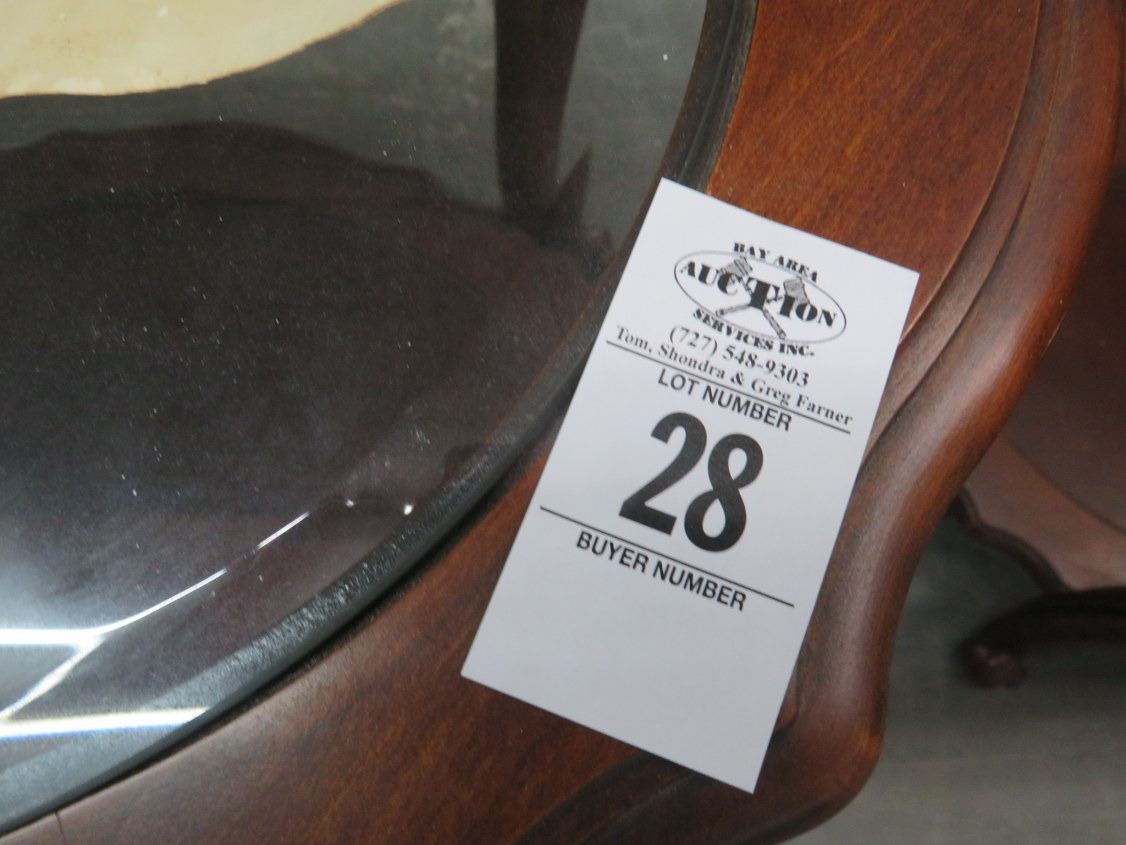 BAY AREA
AUCTION
SERVICES INC.
(727) 548-9303
Tom, Shondra & Greg Farner
LOT NUMBER
28
BUYER NUMBER